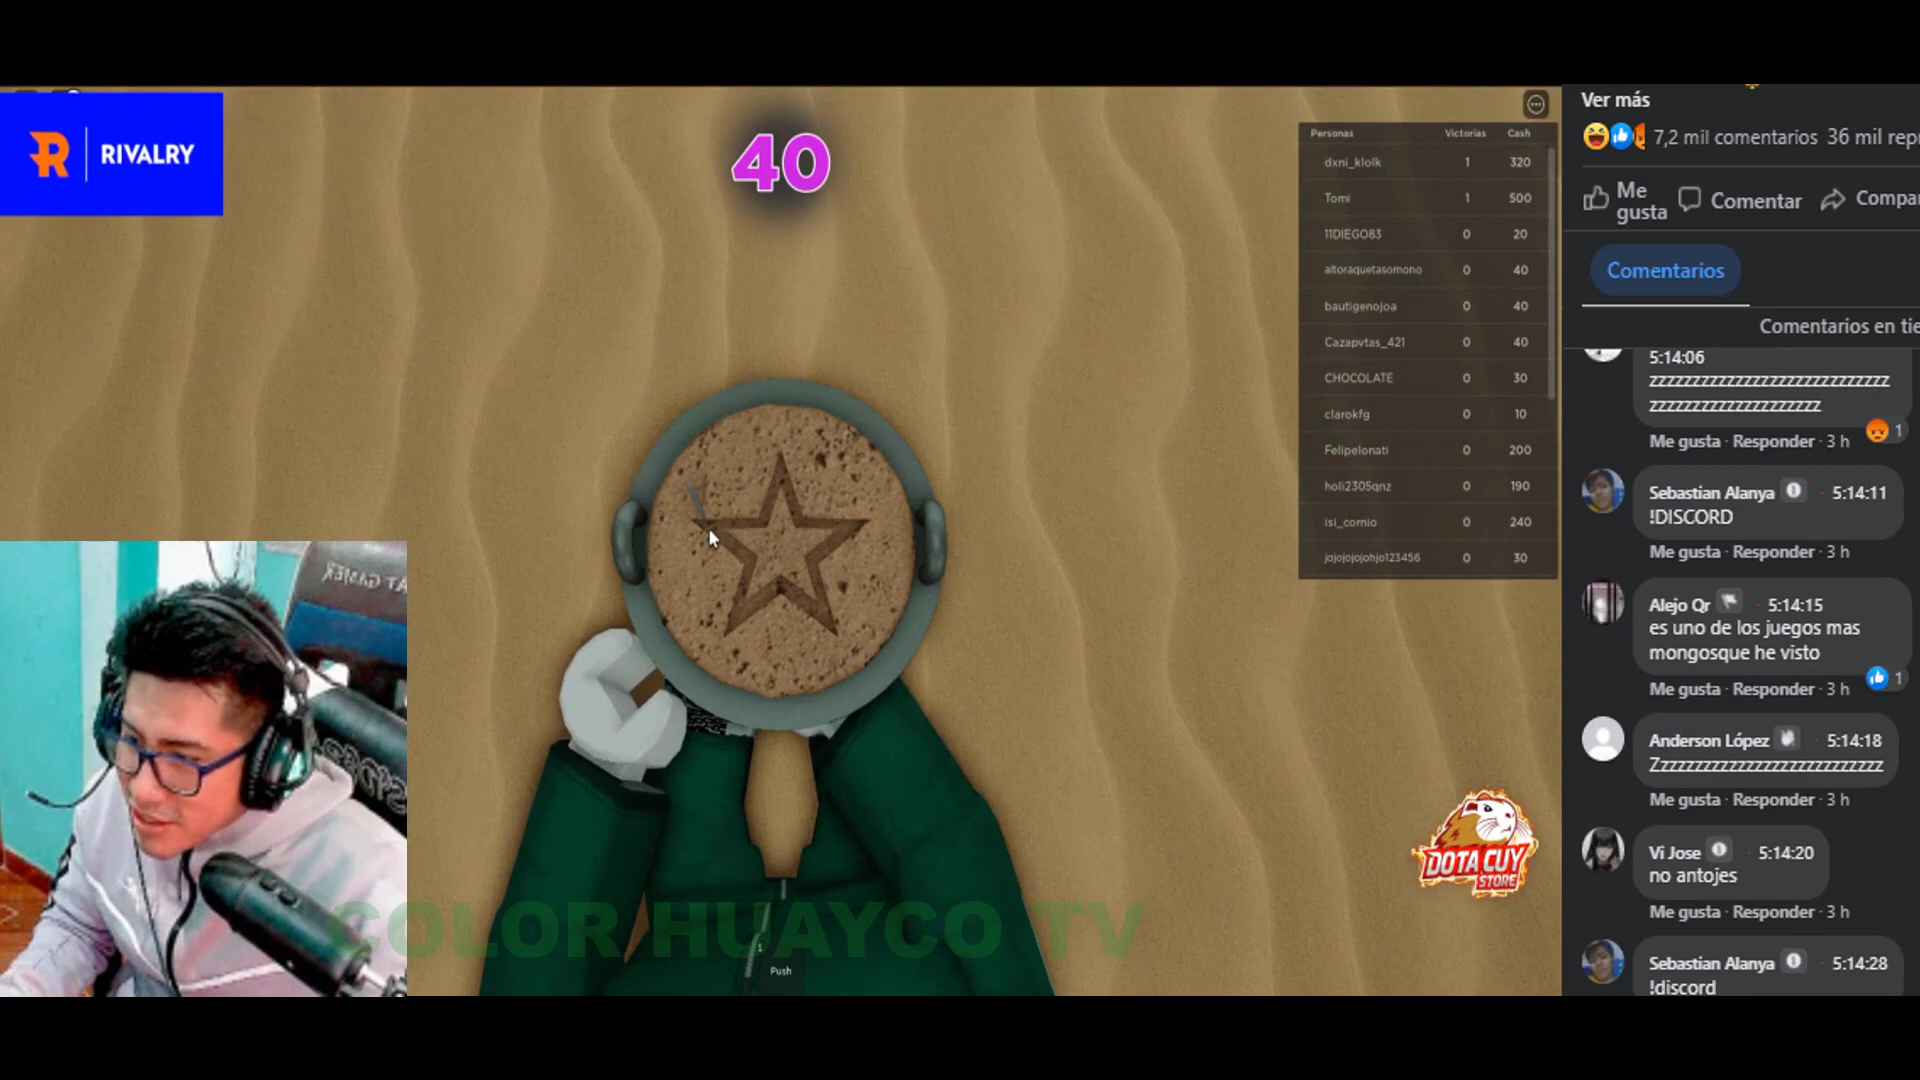 RIVALRY
40
Personas Victorias Cash
dxni_klolk 1 320
Tomi 1 500
11DIEGO83 0 20
altoraquetasomono 0 40
bautigenojoa 0 40
Cazapvtas_421 0 40
CHOCOLATE 0 30
clarokfg 0 10
Felipelonati 0 200
holi2305qnz 0 190
isi_comio 0 240
jojojojojohjo123456 0 30
DOTA CUY
STORE
COLOR HUAYCO TV
1
Push
Ver más
7,2 mil comentarios 36 mil repr
Me gusta
Comentar
Compar
Comentarios
Comentarios en tie
5:14:06
zzzzzzzzzzzzzzzzzzzzzzzzzzzz
zzzzzzzzzzzzzzzzzzzz
Me gusta · Responder · 3 h 1
Sebastian Alanya · 5:14:11
!DISCORD
Me gusta · Responder · 3 h
Alejo Qr · 5:14:15
es uno de los juegos mas
mongosque he visto
Me gusta · Responder · 3 h 1
Anderson López · 5:14:18
Zzzzzzzzzzzzzzzzzzzzzzzzzzz
Me gusta · Responder · 3 h
Vi Jose · 5:14:20
no antojes
Me gusta · Responder · 3 h
Sebastian Alanya · 5:14:28
!discord